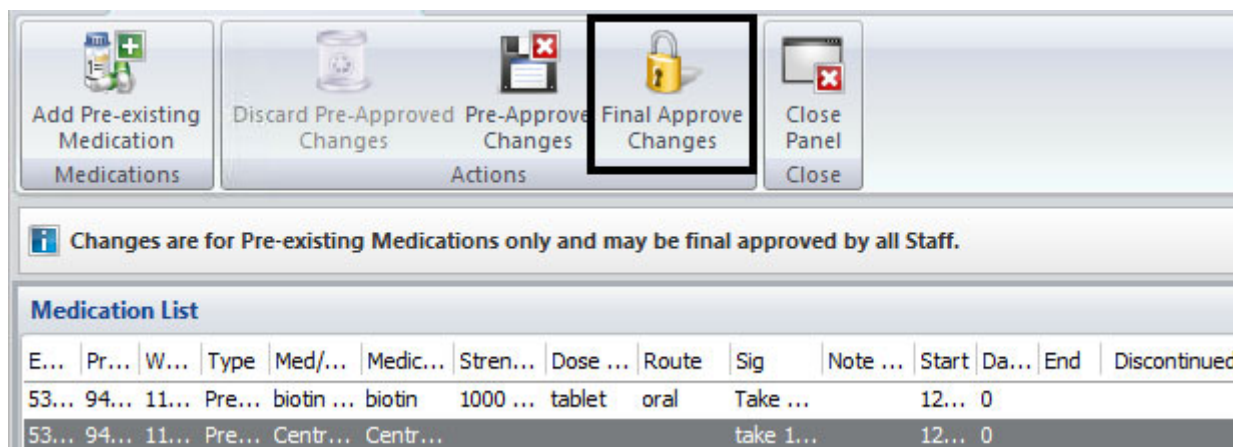 Add Pre-existing Medication
Discard Pre-Approved Changes
Pre-Approve Changes
Final Approve Changes
Close Panel
Medications
Actions
Close
Changes are for Pre-existing Medications only and may be final approved by all Staff.
Medication List
E... Pr... W... Type Med/... Medic... Stren... Dose ... Route Sig Note ... Start Da... End Discontinued
53... 94... 11... Pre... biotin ... biotin 1000 ... tablet oral Take ... 12... 0
53... 94... 11... Pre... Centr... Centr... take 1... 12... 0